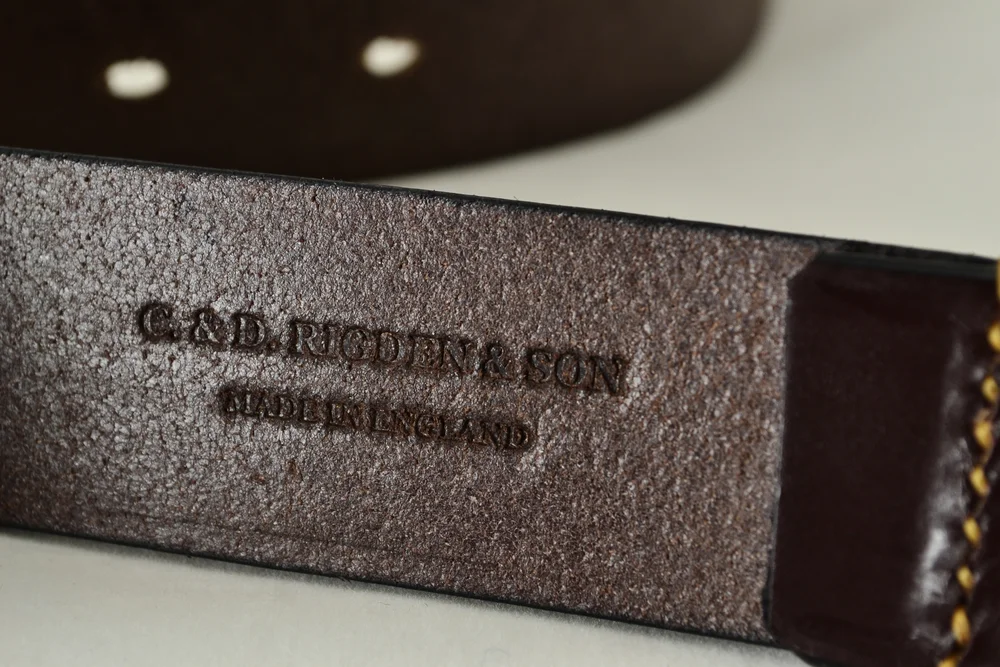 C. & D. RIGDEN & SON
MADE IN ENGLAND